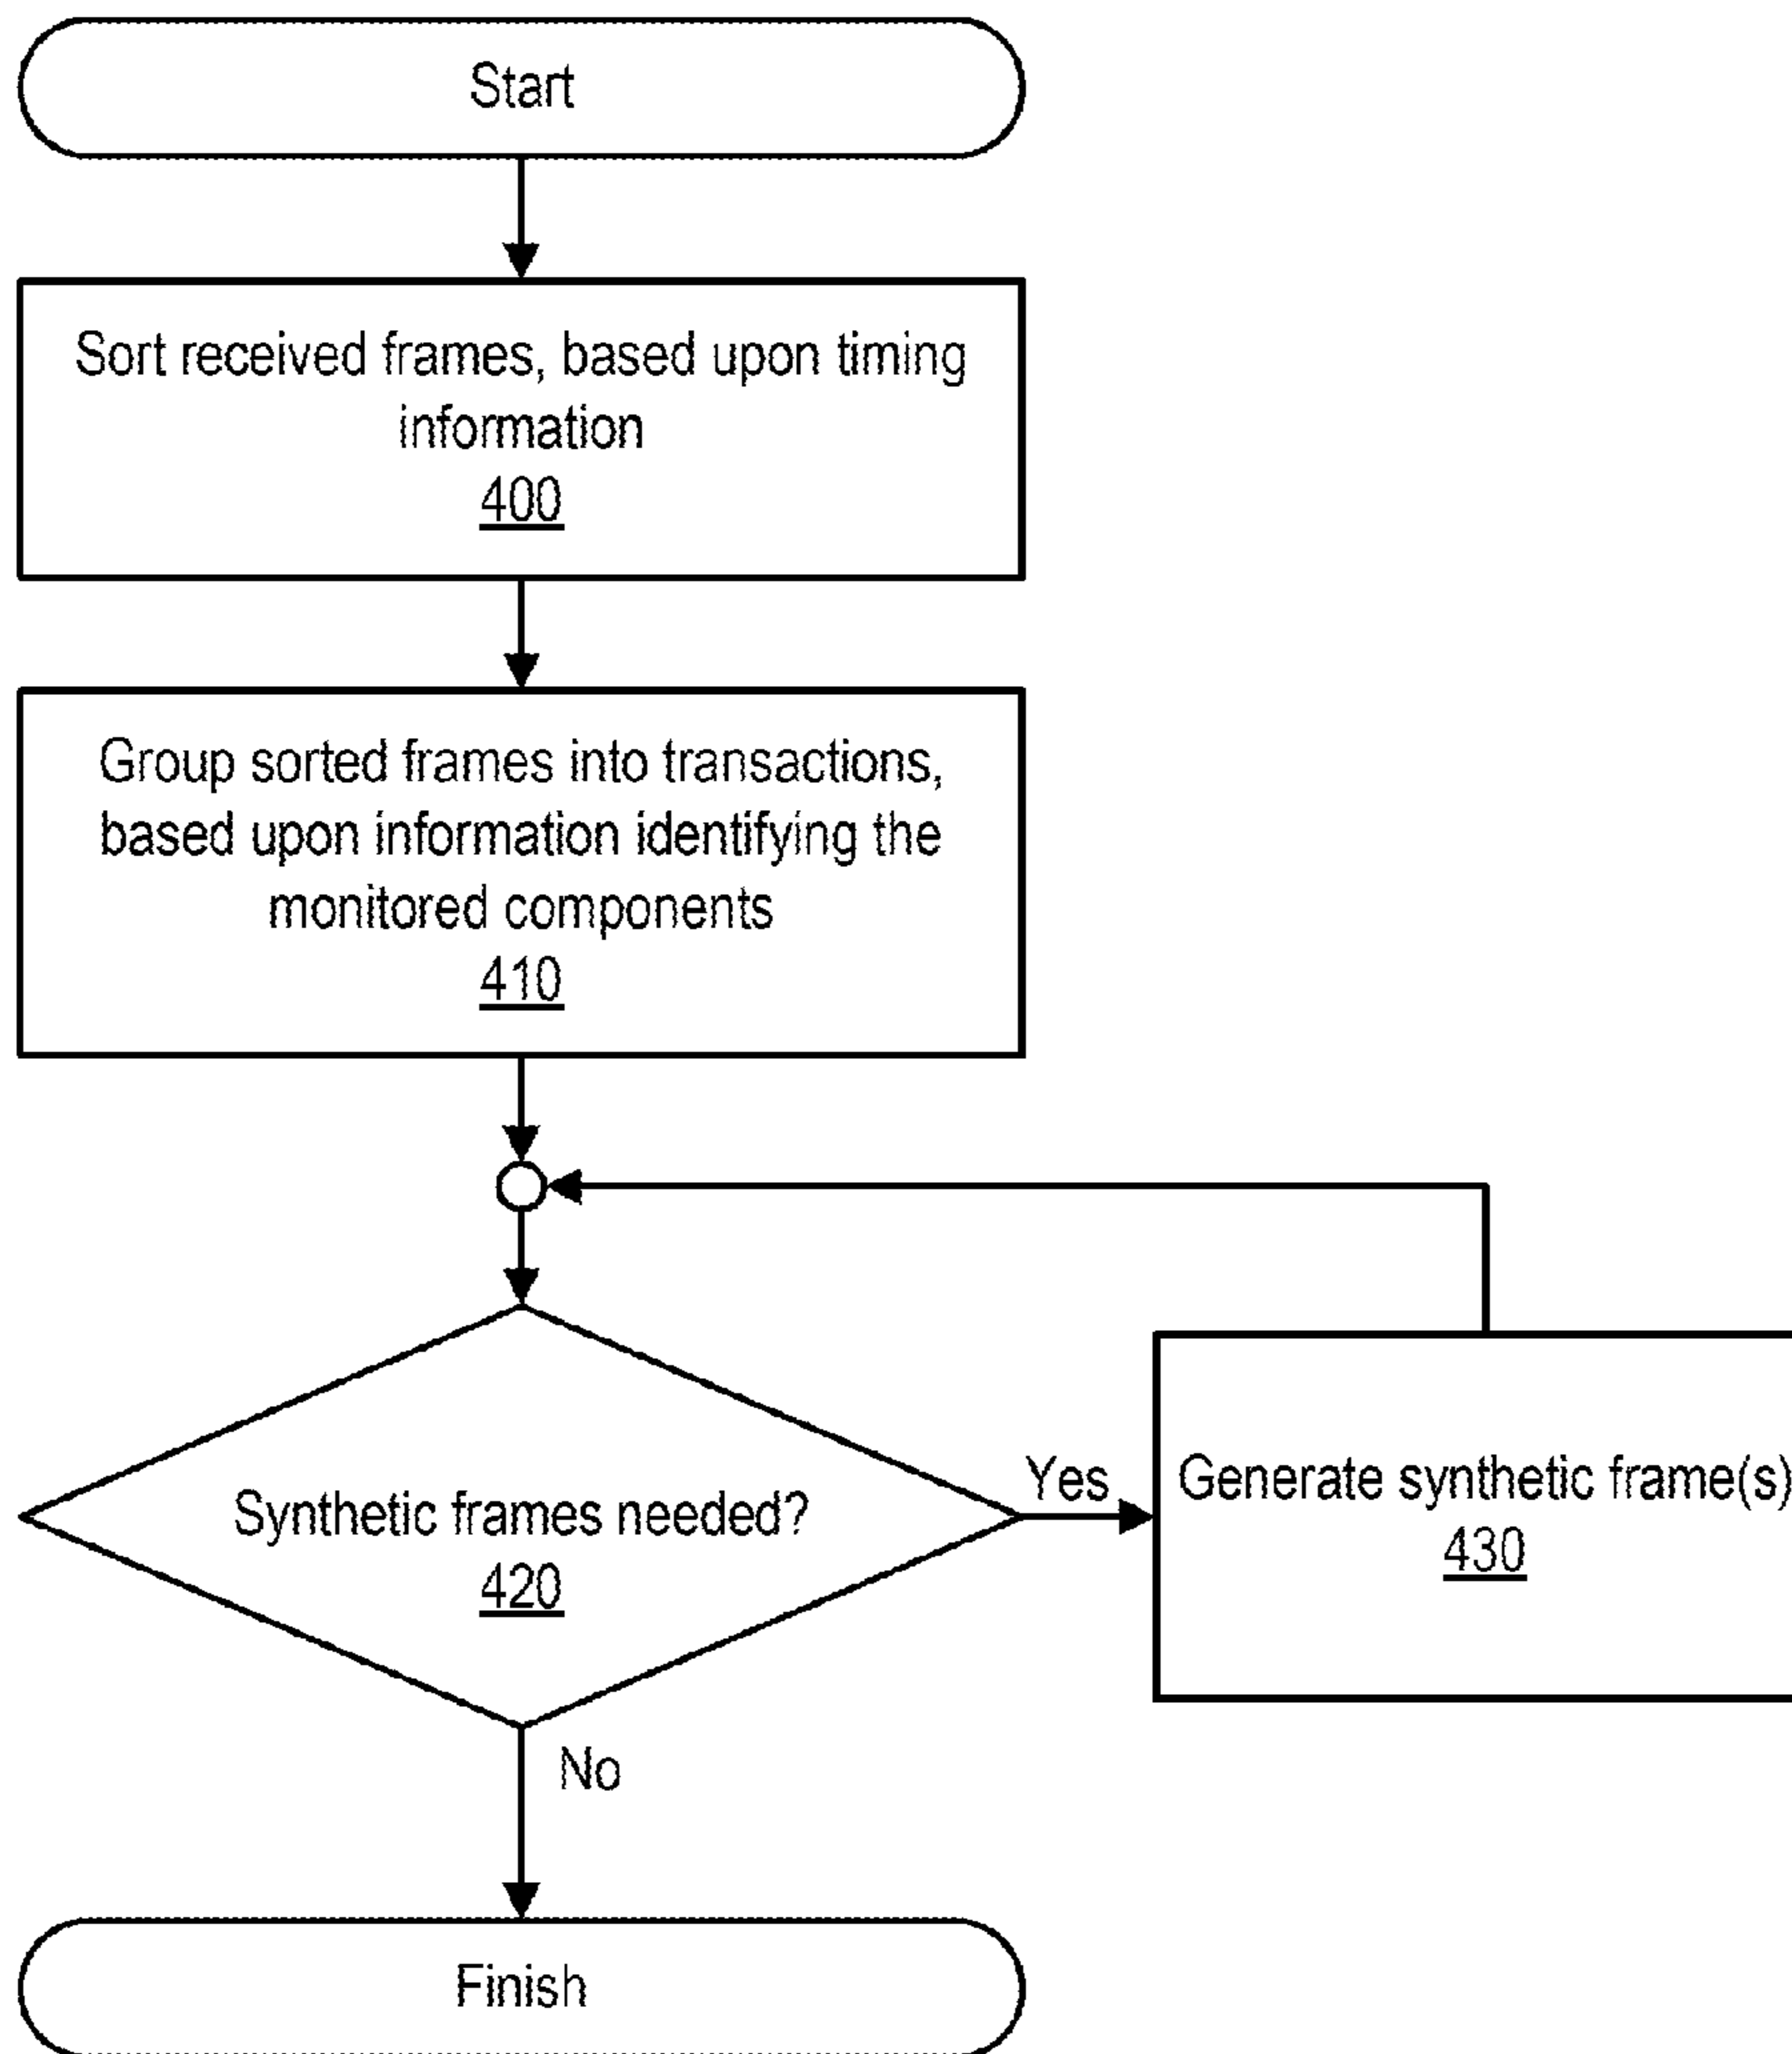 Start
Sort received frames, based upon timing
information
400
Group sorted frames into transactions,
based upon information identifying the
monitored components
410
Synthetic frames needed?
420
Yes
Generate synthetic frame(s)
430
No
Finish